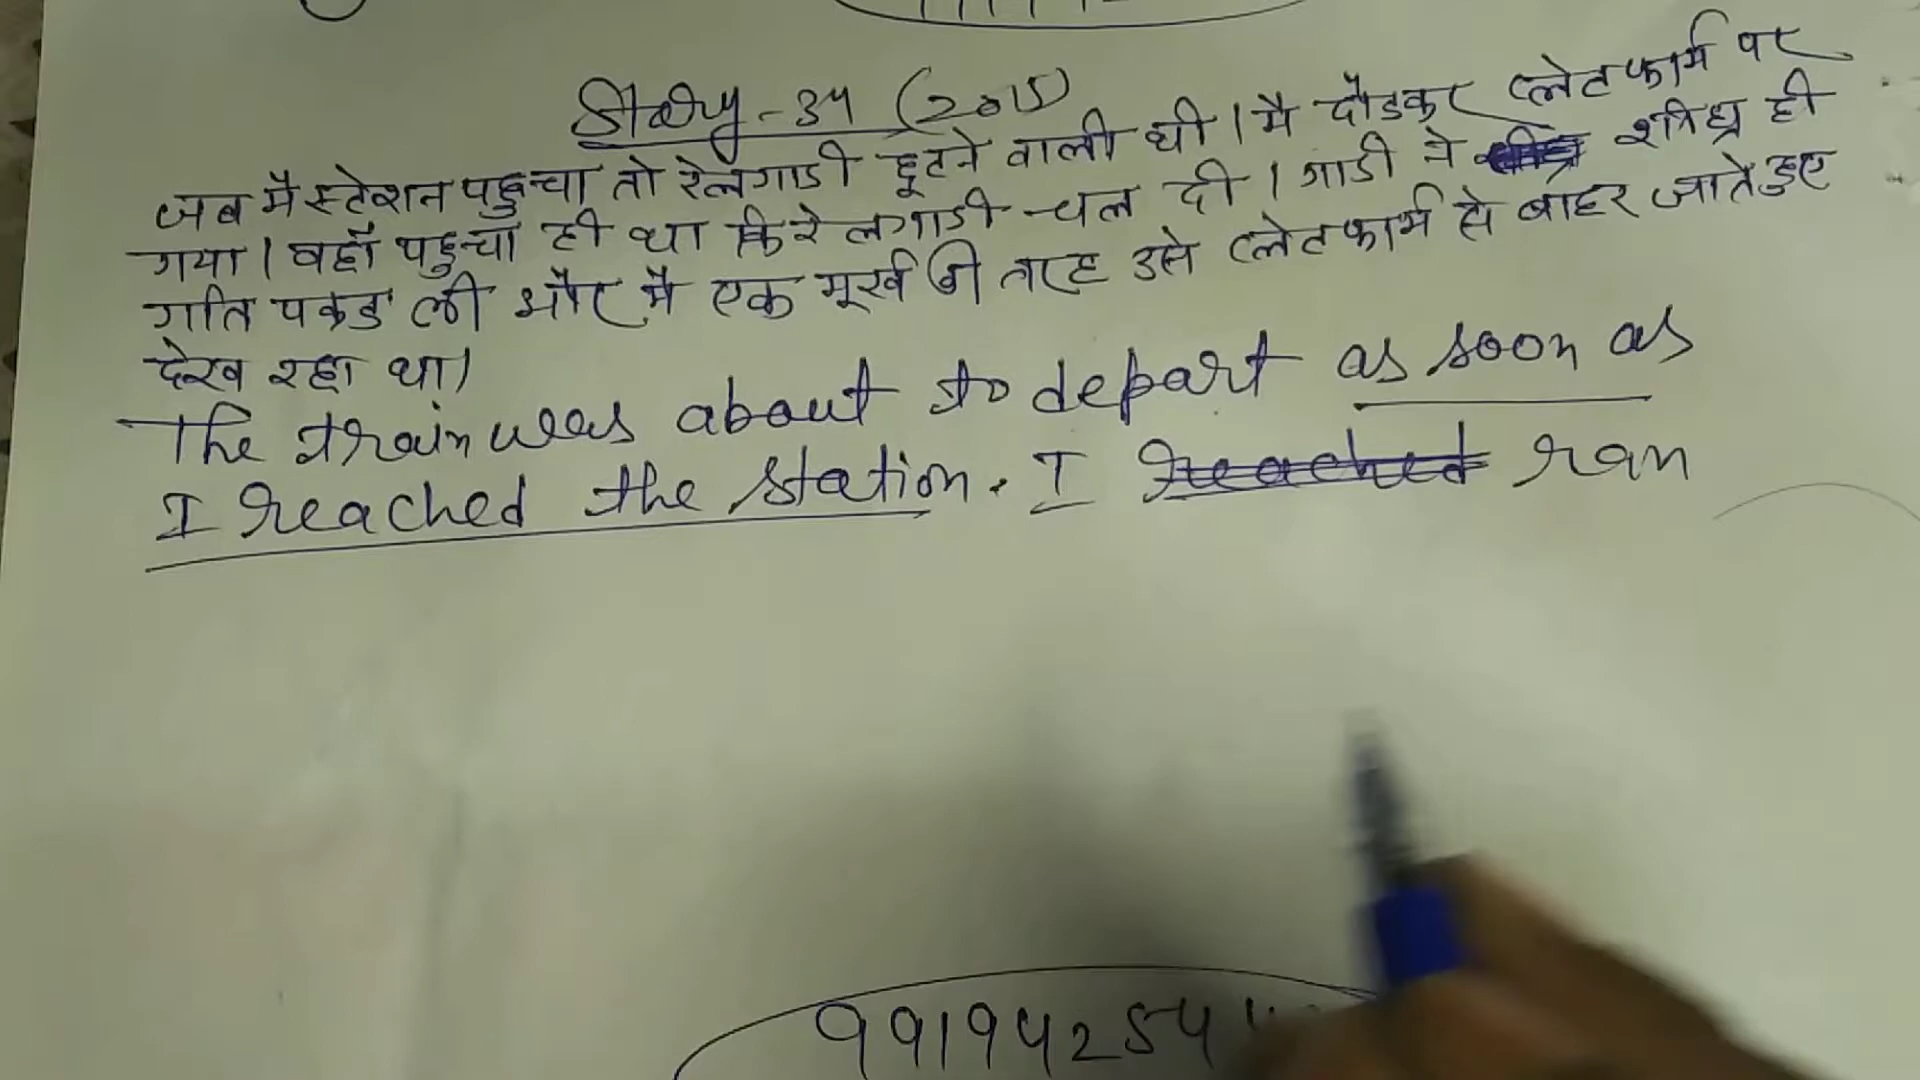 Story - 34 (2015)
जब मै स्टेशन पहुन्चा तो रेलगाडी छूटने वाली थी । मै दौडकर प्लेटफार्म पर
गया । वहाँ पहुन्चा ही था कि रेलगाडी चल दी । गाडी ने शीघ्र ही
गति पकड ली और मै एक मूर्ख की तरह उसे प्लेटफार्म से बाहर जाते हुए
देख रहा था ।
The train was about to depart as soon as
I reached the station. I reached ran
99194254